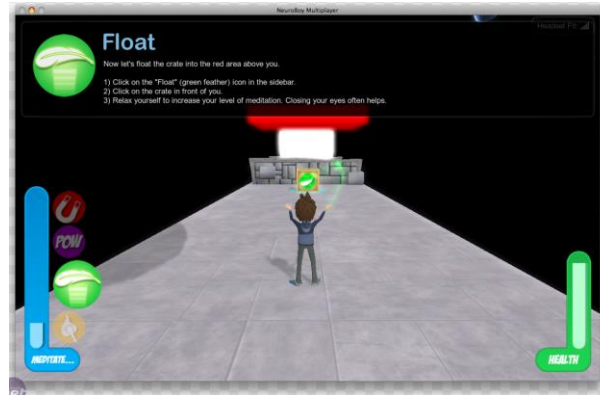 NeuroBoy Multiplayer
Headset Fit:
Float
Now let's float the crate into the red area above you.
1) Click on the "Float" (green feather) icon in the sidebar.
2) Click on the crate in front of you.
3) Relax yourself to increase your level of meditation. Closing your eyes often helps.
POW
MEDITATE...
HEALTH